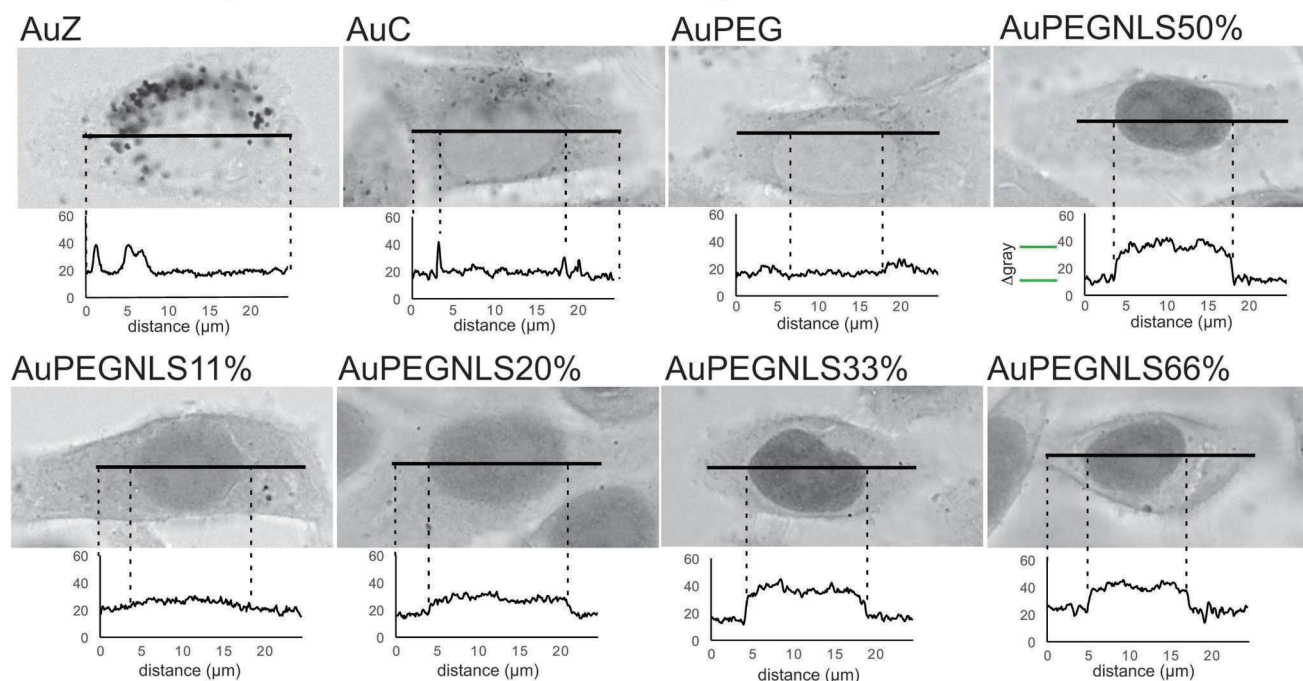 AuZ
AuC
AuPEG
AuPEGNLS50%
60
40
20
0
0 5 10 15 20
distance (µm)
60
40
20
0
0 5 10 15 20
distance (µm)
60
40
20
0
0 5 10 15 20
distance (µm)
Δgray
60
40
20
0
0 5 10 15 20
distance (µm)
AuPEGNLS11%
AuPEGNLS20%
AuPEGNLS33%
AuPEGNLS66%
60
40
20
0
0 5 10 15 20
distance (µm)
60
40
20
0
0 5 10 15 20
distance (µm)
60
40
20
0
0 5 10 15 20
distance (µm)
60
40
20
0
0 5 10 15 20
distance (µm)